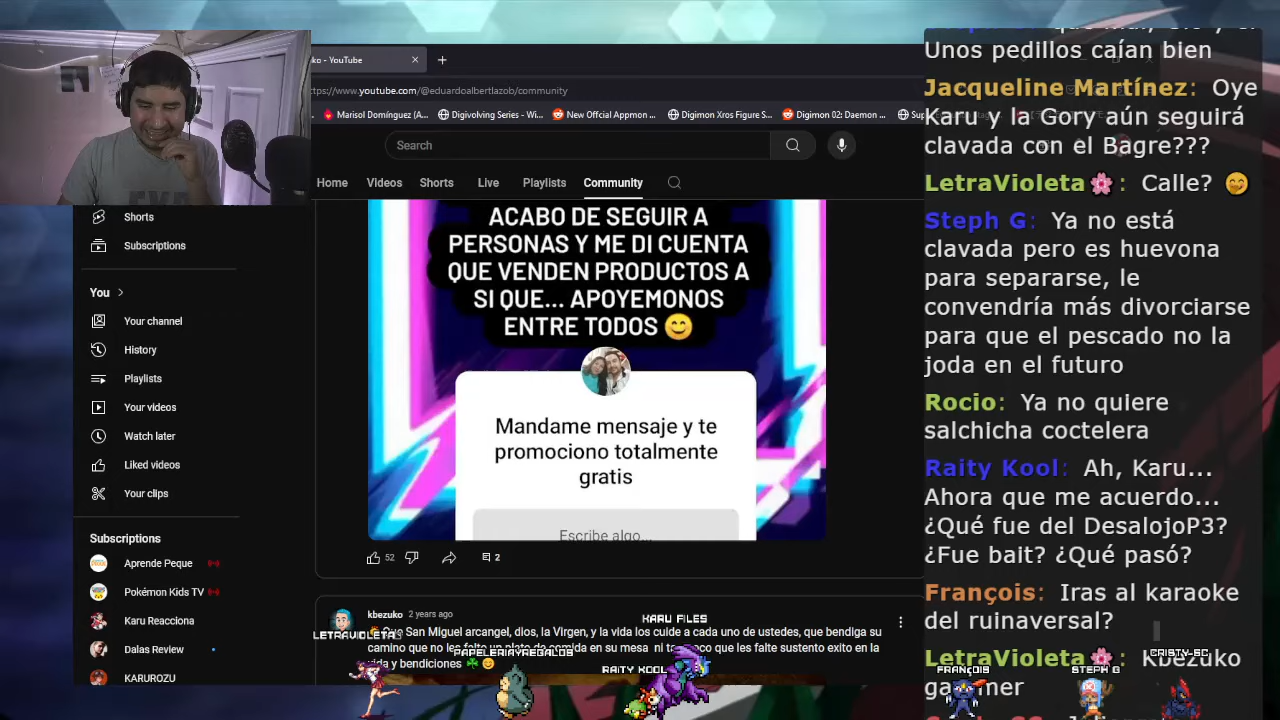 ko - YouTube
ttps://www.youtube.com/@eduardoalbertlazob/community
Marisol Domínguez (A...
Digivolving Series - Wi...
New Offcial Appmon ...
Digimon Xros Figure S...
Digimon 02: Daemon ...
Search
Home
Videos
Shorts
Live
Playlists
Community
Shorts
Subscriptions
You
Your channel
History
Playlists
Your videos
Watch later
Liked videos
Your clips
Subscriptions
Aprende Peque
Pokémon Kids TV
Karu Reacciona
Dalas Review
KARUROZU
ACABO DE SEGUIR A
PERSONAS Y ME DI CUENTA
QUE VENDEN PRODUCTOS A
SI QUE... APOYEMONOS
ENTRE TODOS 😊
Mandame mensaje y te
promociono totalmente
gratis
Escribe algo...
52
2
kbezuko 2 years ago
San Miguel arcangel, dios, la Virgen, y la vida los cuide a cada uno de ustedes, que bendiga su
camino que no les falte un plato de comida en su mesa ni tampoco que les falte sustento exito en la
vida y bendiciones ☘️😊
KARU FILES
LETRAVIOLETA
PAPELERIAYREGALOS
RAITY KOOL
FRANÇOIS
STEPH G
CRISTY-SC
Unos pedillos caían bien
Jacqueline Martínez: Oye
Karu y la Gory aún seguirá
clavada con el Bagre???
LetraVioleta🌸: Calle? 🤭
Steph G: Ya no está
clavada pero es huevona
para separarse, le
convendría más divorciarse
para que el pescado no la
joda en el futuro
Rocio: Ya no quiere
salchicha coctelera
Raity Kool: Ah, Karu...
Ahora que me acuerdo...
¿Qué fue del DesalojoP3?
¿Fue bait? ¿Qué pasó?
François: Iras al karaoke
del ruinaversal?
LetraVioleta🌸: Kbezuko